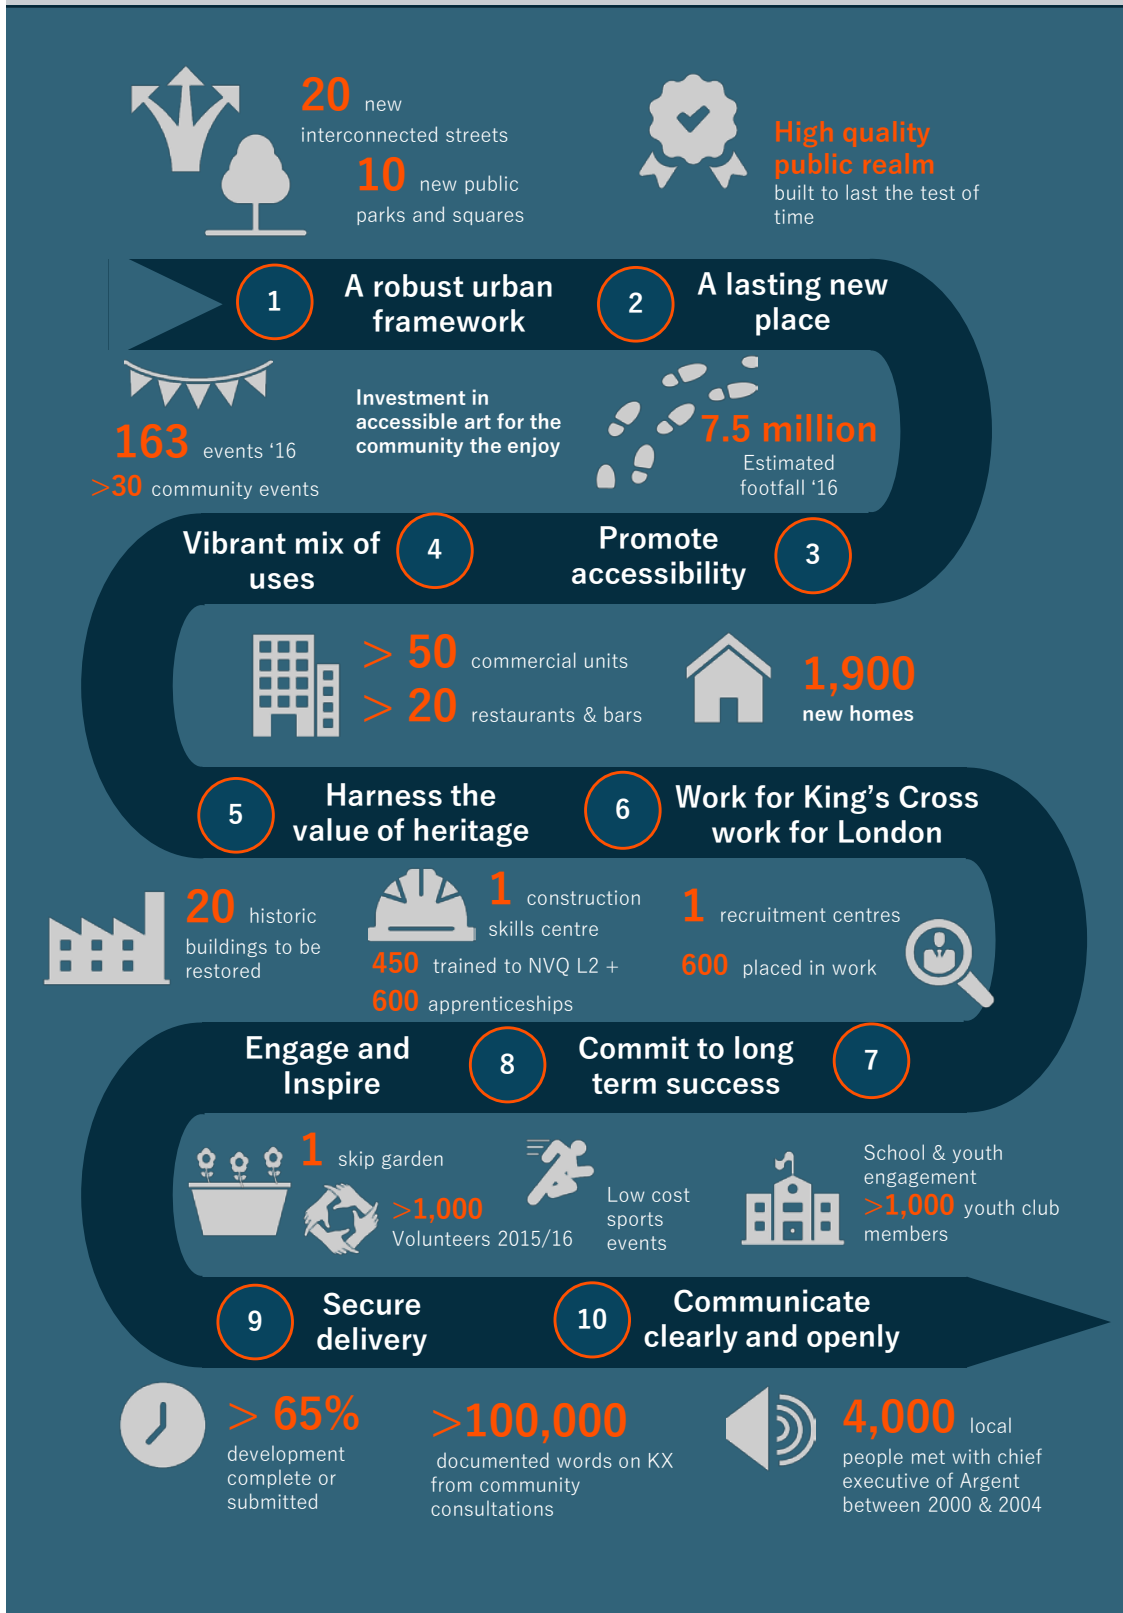 20 new
interconnected streets
10 new public
parks and squares
High quality
public realm
built to last the test of
time
1
A robust urban
framework
2
A lasting new
place
163 events ‘16
>30 community events
Investment in
accessible art for the
community the enjoy
7.5 million
Estimated
footfall ‘16
Vibrant mix of
uses
4
Promote
accessibility
3
> 50 commercial units
> 20 restaurants & bars
1,900
new homes
5
Harness the
value of heritage
6
Work for King’s Cross
work for London
20 historic
buildings to be
restored
1 construction
skills centre
450 trained to NVQ L2 +
600 apprenticeships
1 recruitment centres
600 placed in work
Engage and
Inspire
8
Commit to long
term success
7
1 skip garden
>1,000
Volunteers 2015/16
Low cost
sports
events
School & youth
engagement
>1,000 youth club
members
9
Secure
delivery
10
Communicate
clearly and openly
> 65%
development
complete or
submitted
>100,000
documented words on KX
from community
consultations
4,000 local
people met with chief
executive of Argent
between 2000 & 2004